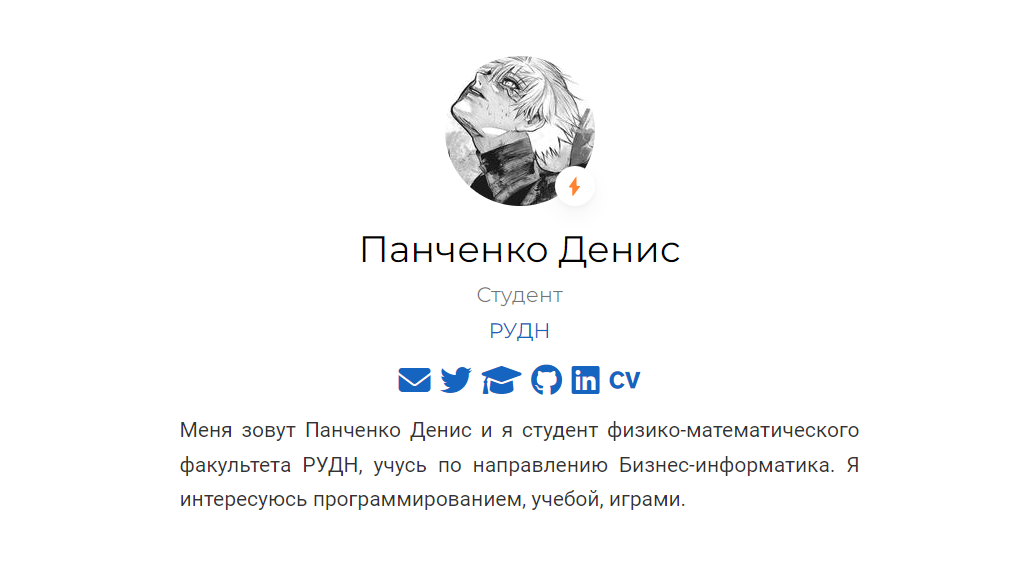 Панченко Денис
Студент
РУДН
in CV
Меня зовут Панченко Денис и я студент физико-математического
факультета РУДН, учусь по направлению Бизнес-информатика. Я
интересуюсь программированием, учебой, играми.